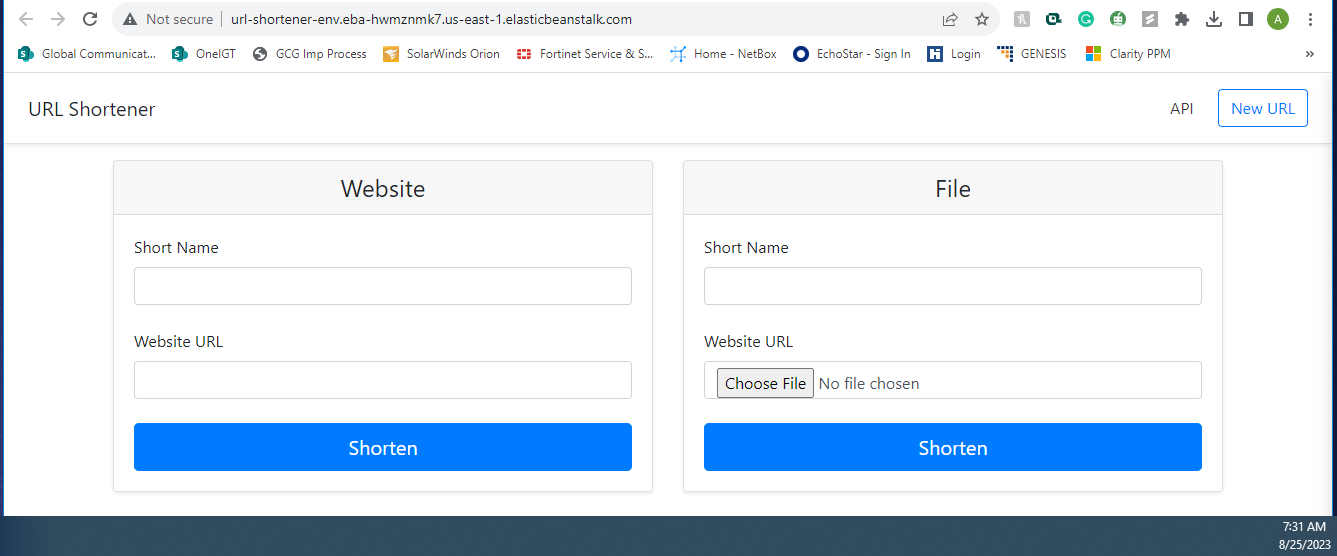 Not secure url-shortener-env.eba-hwmznmk7.us-east-1.elasticbeanstalk.com A
Global Communicat... OneIGT GCG Imp Process SolarWinds Orion Fortinet Service & S... Home - NetBox EchoStar - Sign In Login GENESIS Clarity PPM »
URL Shortener API New URL
Website
Short Name
Website URL
Shorten
File
Short Name
Website URL
Choose File No file chosen
Shorten
7:31 AM
8/25/2023